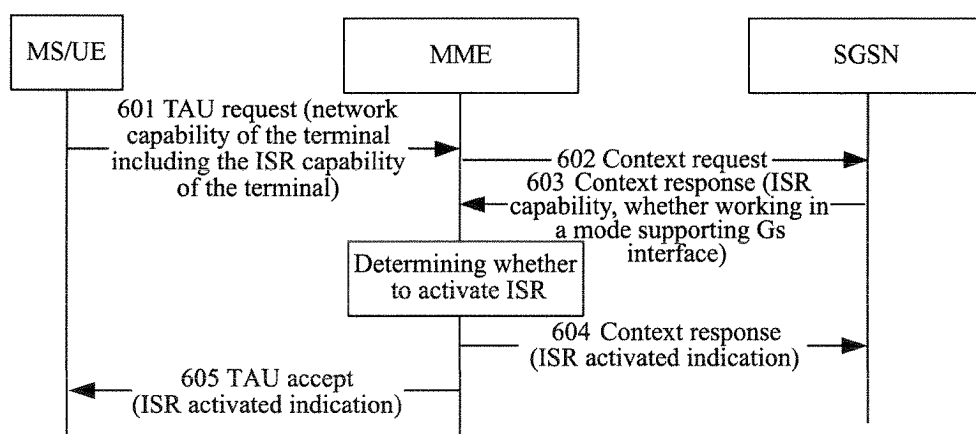 MS/UE
MME
SGSN
601 TAU request (network
capability of the terminal
including the ISR capability
of the terminal)
602 Context request
603 Context response (ISR
capability, whether working in
a mode supporting Gs
interface)
Determining whether
to activate ISR
604 Context response
(ISR activated indication)
605 TAU accept
(ISR activated indication)